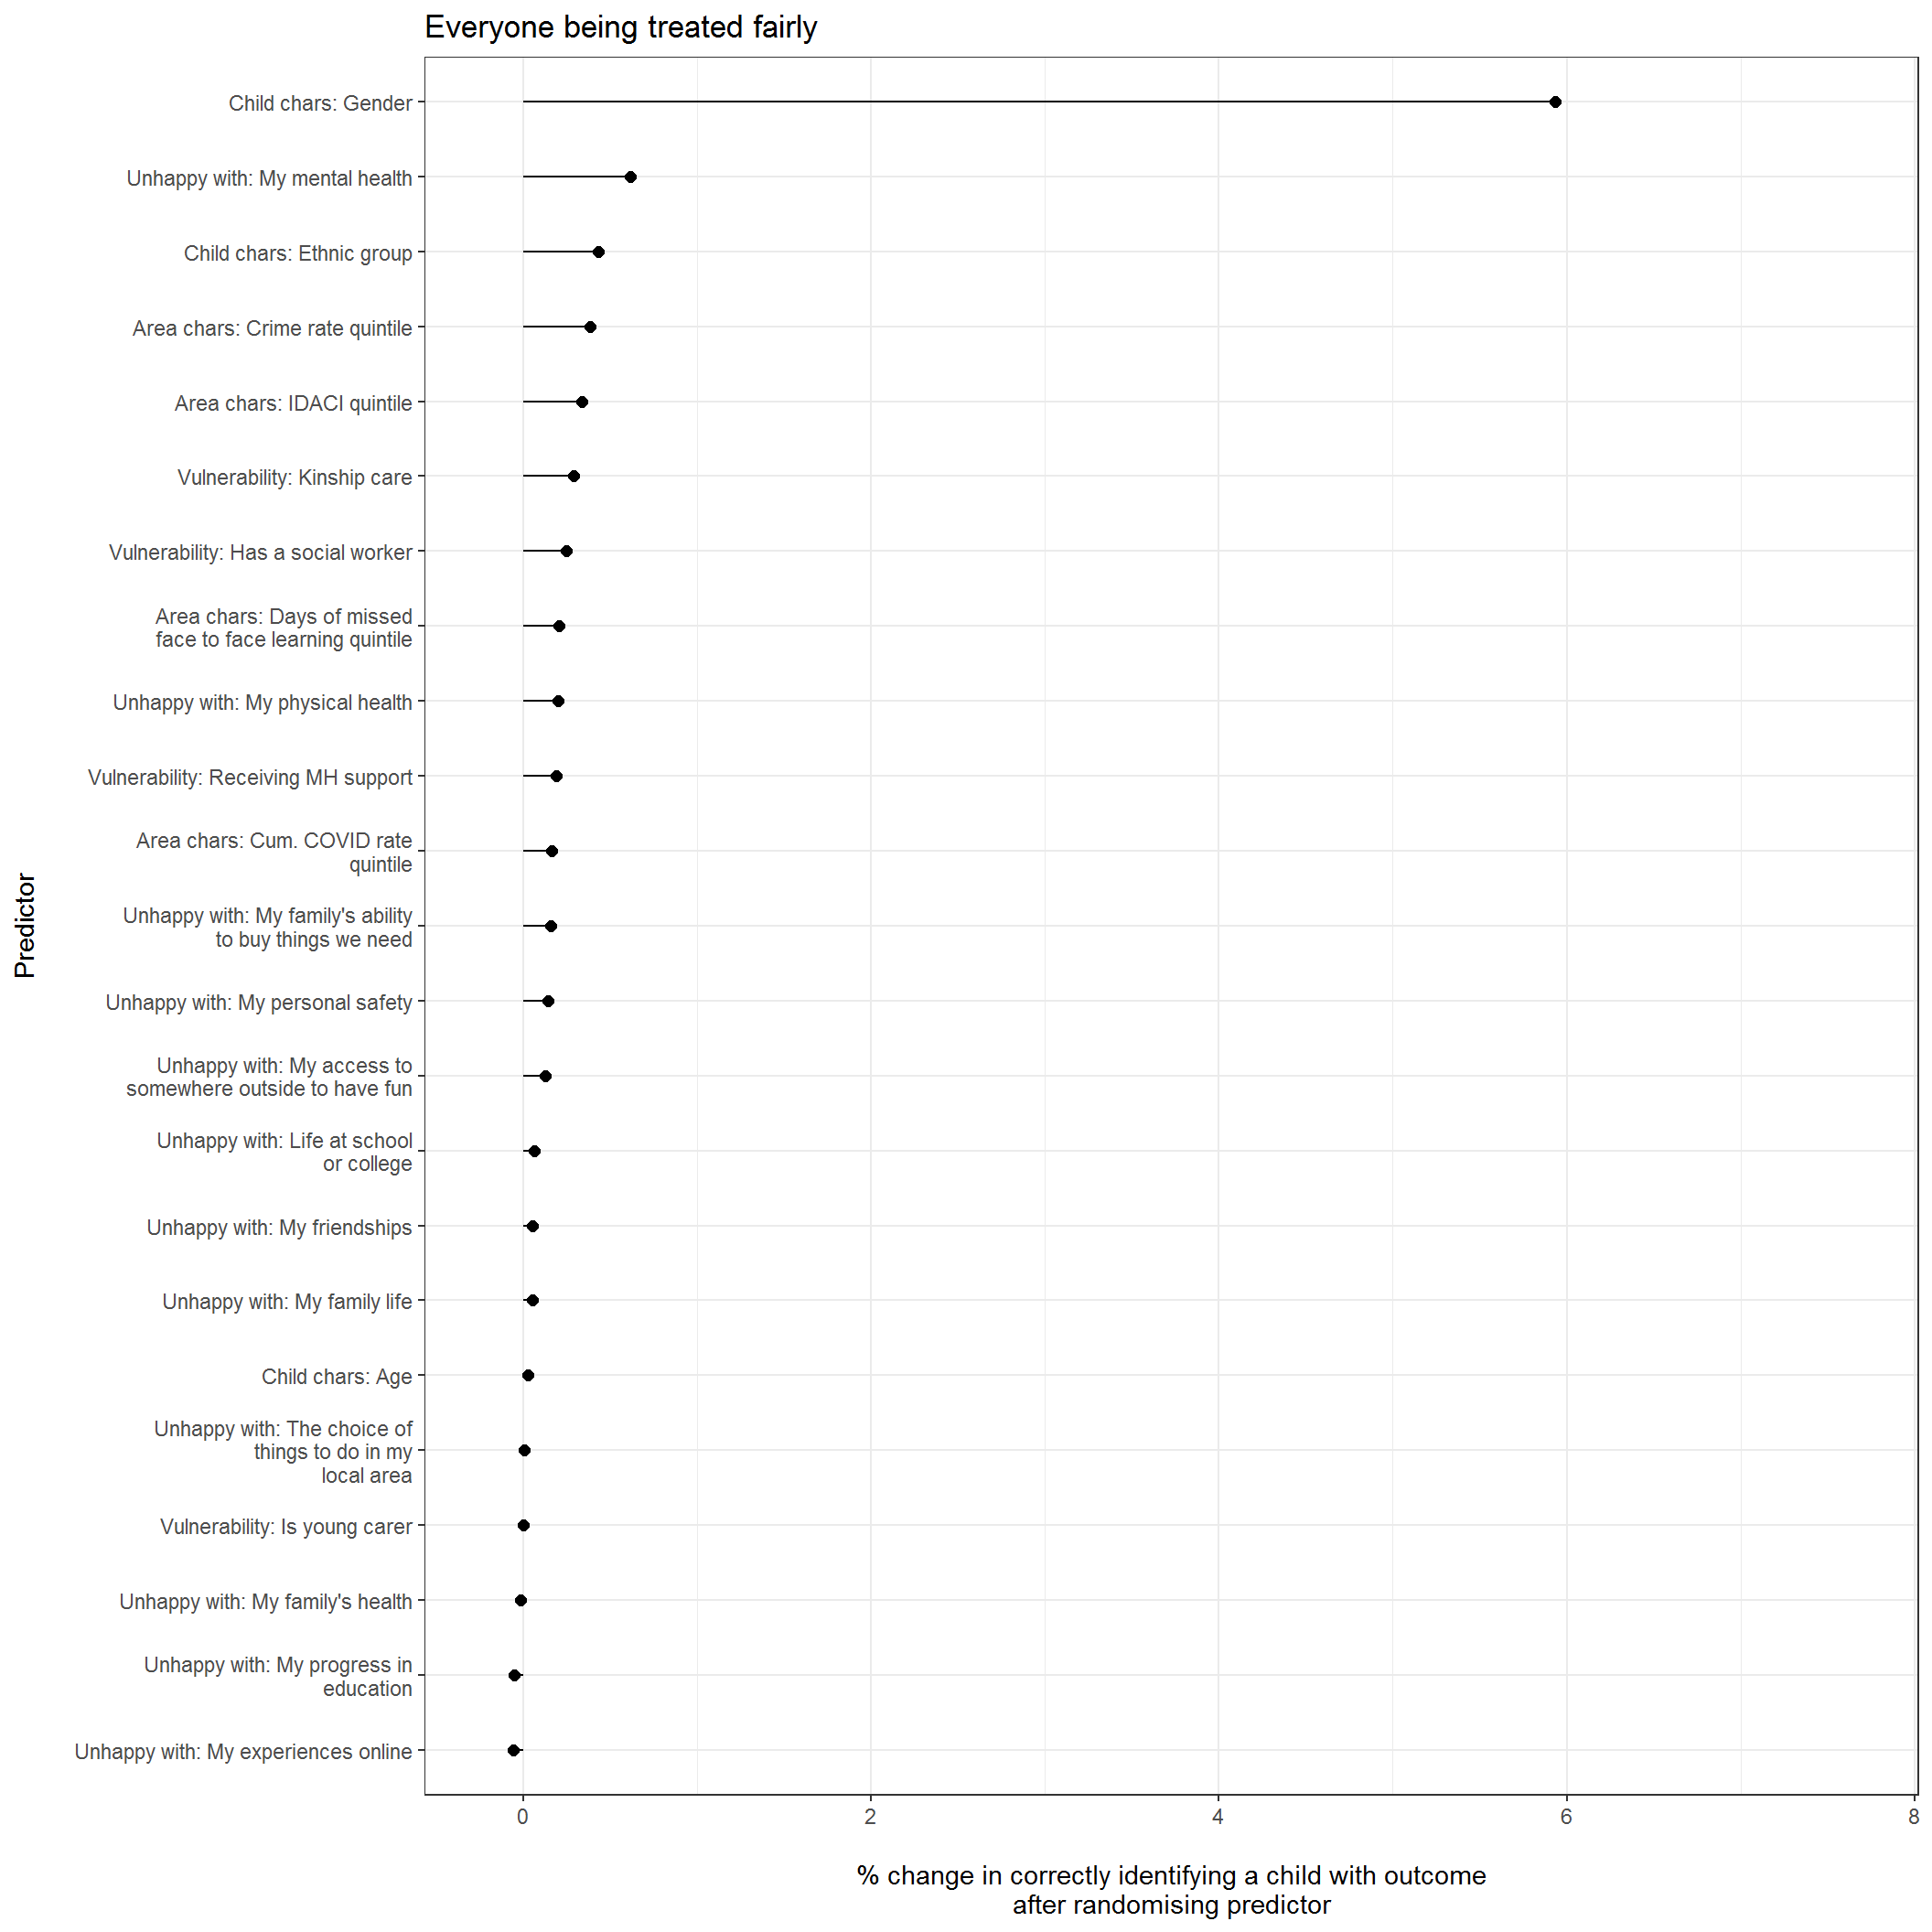 Everyone being treated fairly
Child chars: Gender
Unhappy with: My mental health
Child chars: Ethnic group
Area chars: Crime rate quintile
Area chars: IDACI quintile
Vulnerability: Kinship care
Vulnerability: Has a social worker
Area chars: Days of missed
face to face learning quintile
Unhappy with: My physical health
Vulnerability: Receiving MH support
Area chars: Cum. COVID rate
quintile
Unhappy with: My family's ability
to buy things we need
Unhappy with: My personal safety
Unhappy with: My access to
somewhere outside to have fun
Unhappy with: Life at school
or college
Unhappy with: My friendships
Unhappy with: My family life
Child chars: Age
Unhappy with: The choice of
things to do in my
local area
Vulnerability: Is young carer
Unhappy with: My family's health
Unhappy with: My progress in
education
Unhappy with: My experiences online
Predictor
0 2 4 6 8
% change in correctly identifying a child with outcome
after randomising predictor